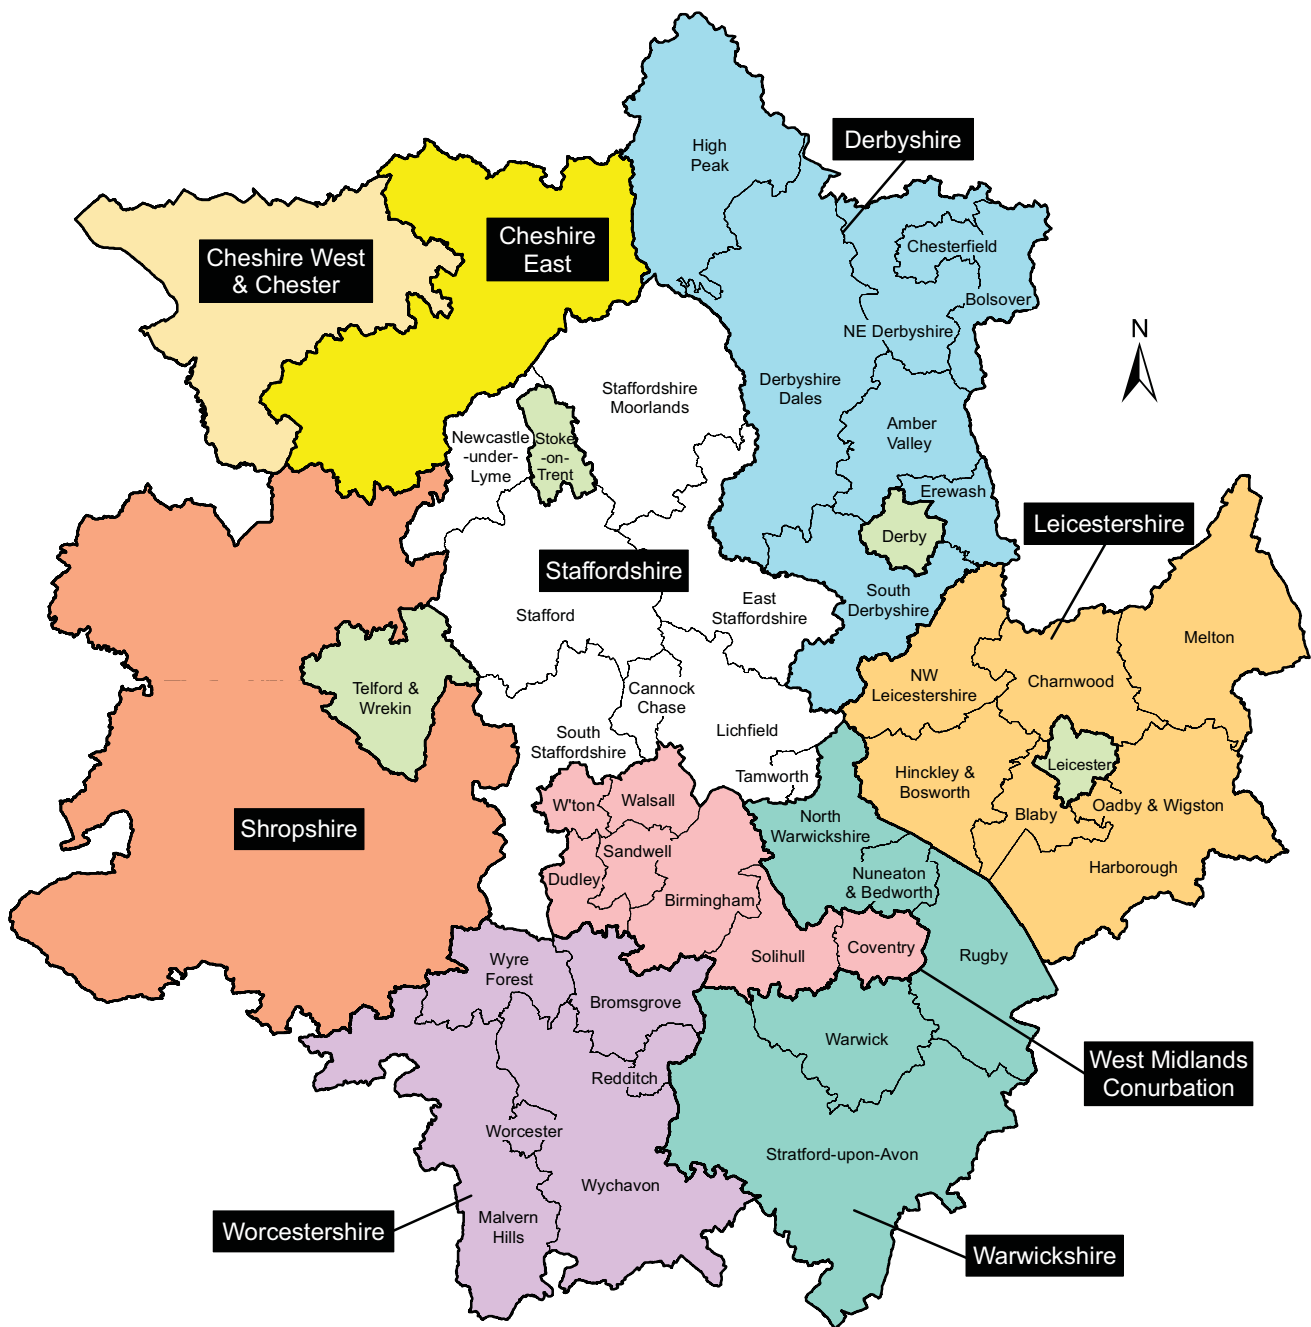 High
Peak
Derbyshire
Cheshire
East
Cheshire West
& Chester
Chesterfield
Bolsover
NE Derbyshire
N
Derbyshire
Dales
Staffordshire
Moorlands
Amber
Valley
Newcastle
-under-
Lyme
Stoke
-on-
Trent
Erewash
Derby
Leicestershire
Staffordshire
South
Derbyshire
East
Staffordshire
Stafford
Melton
NW
Leicestershire
Charnwood
Telford &
Wrekin
Cannock
Chase
Lichfield
South
Staffordshire
Tamworth
Leicester
Hinckley &
Bosworth
Blaby
Oadby & Wigston
Harborough
W'ton
Walsall
North
Warwickshire
Shropshire
Sandwell
Dudley
Birmingham
Nuneaton
& Bedworth
Solihull
Coventry
Rugby
Wyre
Forest
Bromsgrove
Warwick
West Midlands
Conurbation
Redditch
Worcester
Stratford-upon-Avon
Wychavon
Malvern
Hills
Worcestershire
Warwickshire